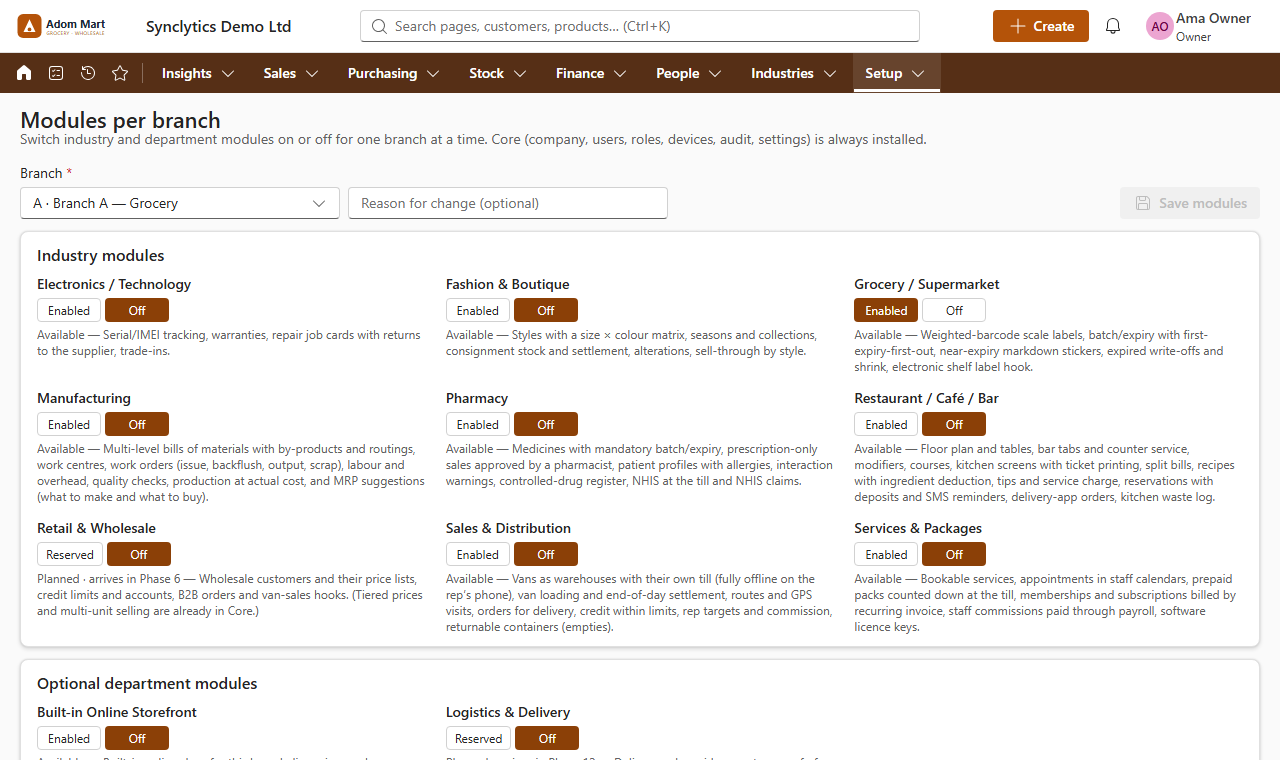 Adom Mart
GROCERY · WHOLESALE
Synclytics Demo Ltd
Search pages, customers, products... (Ctrl+K)
Create
AO
Ama Owner
Owner
Insights
Sales
Purchasing
Stock
Finance
People
Industries
Setup
Modules per branch
Switch industry and department modules on or off for one branch at a time. Core (company, users, roles, devices, audit, settings) is always installed.
Branch *
A · Branch A — Grocery
Reason for change (optional)
Save modules
Industry modules
Electronics / Technology
Enabled
Off
Available — Serial/IMEI tracking, warranties, repair job cards with returns
to the supplier, trade-ins.
Fashion & Boutique
Enabled
Off
Available — Styles with a size × colour matrix, seasons and collections,
consignment stock and settlement, alterations, sell-through by style.
Grocery / Supermarket
Enabled
Off
Available — Weighted-barcode scale labels, batch/expiry with first-
expiry-first-out, near-expiry markdown stickers, expired write-offs and
shrink, electronic shelf label hook.
Manufacturing
Enabled
Off
Available — Multi-level bills of materials with by-products and routings,
work centres, work orders (issue, backflush, output, scrap), labour and
overhead, quality checks, production at actual cost, and MRP suggestions
(what to make and what to buy).
Pharmacy
Enabled
Off
Available — Medicines with mandatory batch/expiry, prescription-only
sales approved by a pharmacist, patient profiles with allergies, interaction
warnings, controlled-drug register, NHIS at the till and NHIS claims.
Restaurant / Café / Bar
Enabled
Off
Available — Floor plan and tables, bar tabs and counter service,
modifiers, courses, kitchen screens with ticket printing, split bills, recipes
with ingredient deduction, tips and service charge, reservations with
deposits and SMS reminders, delivery-app orders, kitchen waste log.
Retail & Wholesale
Reserved
Off
Planned · arrives in Phase 6 — Wholesale customers and their price lists,
credit limits and accounts, B2B orders and van-sales hooks. (Tiered prices
and multi-unit selling are already in Core.)
Sales & Distribution
Enabled
Off
Available — Vans as warehouses with their own till (fully offline on the
rep's phone), van loading and end-of-day settlement, routes and GPS
visits, orders for delivery, credit within limits, rep targets and commission,
returnable containers (empties).
Services & Packages
Enabled
Off
Available — Bookable services, appointments in staff calendars, prepaid
packs counted down at the till, memberships and subscriptions billed by
recurring invoice, staff commissions paid through payroll, software
licence keys.
Optional department modules
Built-in Online Storefront
Enabled
Off
Logistics & Delivery
Reserved
Off